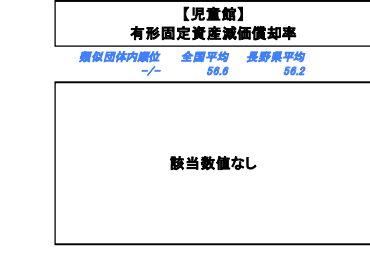 【児童館】
有形固定資産減価償却率
類似団体内順位 全国平均 長野県平均
-/- 56.6 56.2
該当数値なし